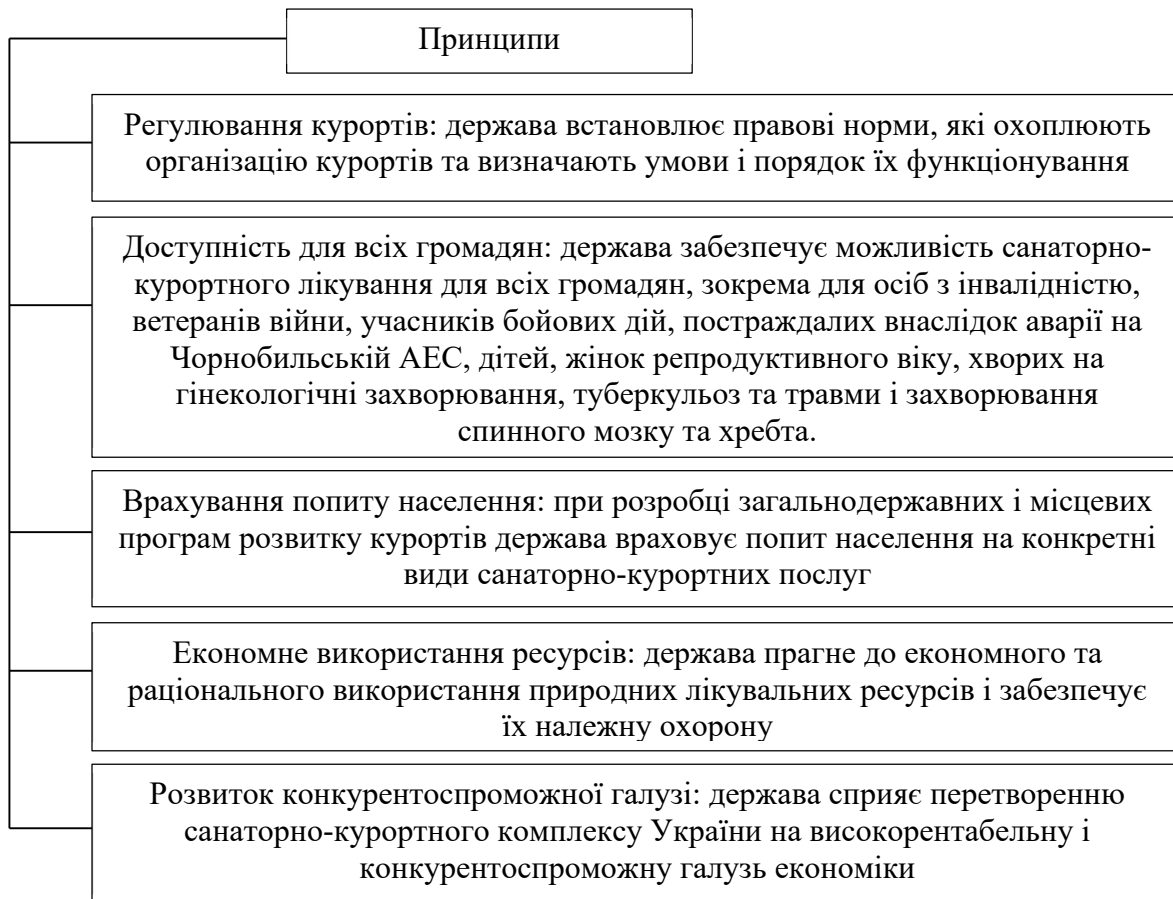 Принципи
Регулювання курортів: держава встановлює правові норми, які охоплюють
організацію курортів та визначають умови і порядок їх функціонування
Доступність для всіх громадян: держава забезпечує можливість санаторно-
курортного лікування для всіх громадян, зокрема для осіб з інвалідністю,
ветеранів війни, учасників бойових дій, постраждалих внаслідок аварії на
Чорнобильській АЕС, дітей, жінок репродуктивного віку, хворих на
гінекологічні захворювання, туберкульоз та травми і захворювання
спинного мозку та хребта.
Врахування попиту населення: при розробці загальнодержавних і місцевих
програм розвитку курортів держава враховує попит населення на конкретні
види санаторно-курортних послуг
Економне використання ресурсів: держава прагне до економного та
раціонального використання природних лікувальних ресурсів і забезпечує
їх належну охорону
Розвиток конкурентоспроможної галузі: держава сприяє перетворенню
санаторно-курортного комплексу України на високорентабельну і
конкурентоспроможну галузь економіки